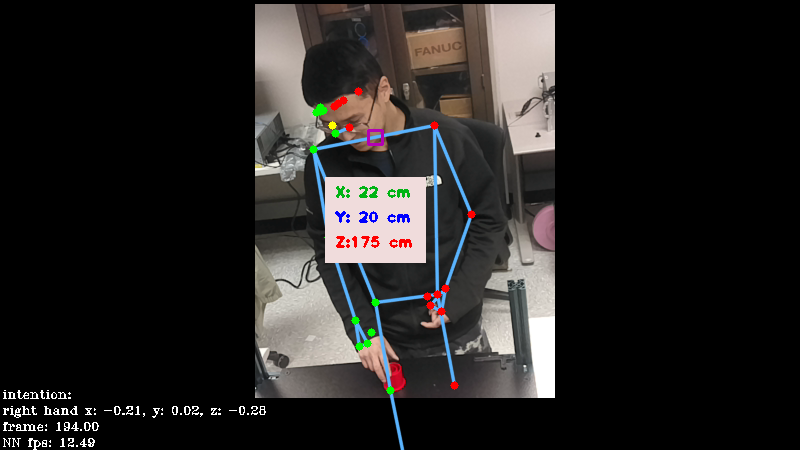 FANUC
X: 22 cm
Y: 20 cm
Z:175 cm
intention:
right hand x: -0.21, y: 0.02, z: -0.28
frame: 194.00
NN fps: 12.49